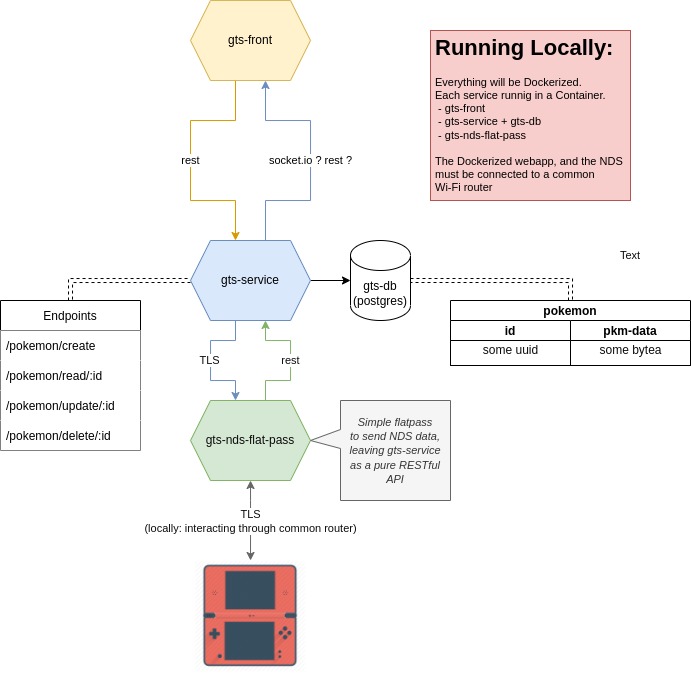 gts-front
Running Locally:
Everything will be Dockerized.
Each service runnig in a Container.
- gts-front
- gts-service + gts-db
- gts-nds-flat-pass
The Dockerized webapp, and the NDS
must be connected to a common
Wi-Fi router
rest
socket.io ? rest ?
gts-service
gts-db
(postgres)
Text
Endpoints
/pokemon/create
/pokemon/read/:id
/pokemon/update/:id
/pokemon/delete/:id
pokemon
id pkm-data
some uuid some bytea
TLS
rest
gts-nds-flat-pass
Simple flatpass
to send NDS data,
leaving gts-service
as a pure RESTful
API
TLS
(locally: interacting through common router)